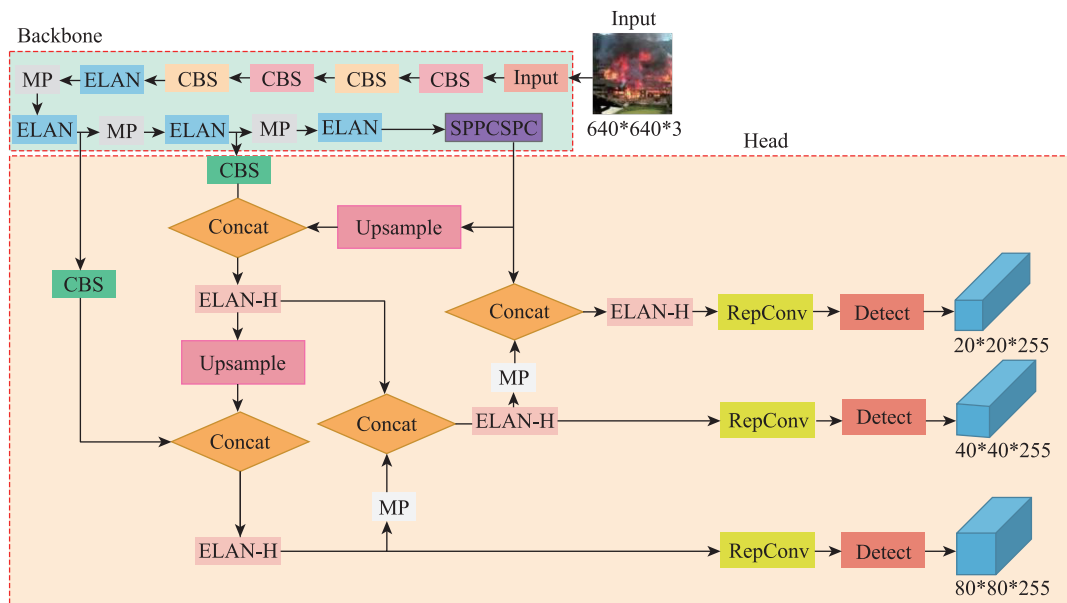 Input
Backbone
MP ELAN CBS CBS CBS CBS Input
640*640*3
ELAN MP ELAN MP ELAN SPPCSPC
Head
CBS
Concat Upsample
CBS
ELAN-H Concat ELAN-H RepConv Detect
20*20*255
Upsample MP
Concat Concat ELAN-H RepConv Detect
40*40*255
MP
ELAN-H RepConv Detect
80*80*255